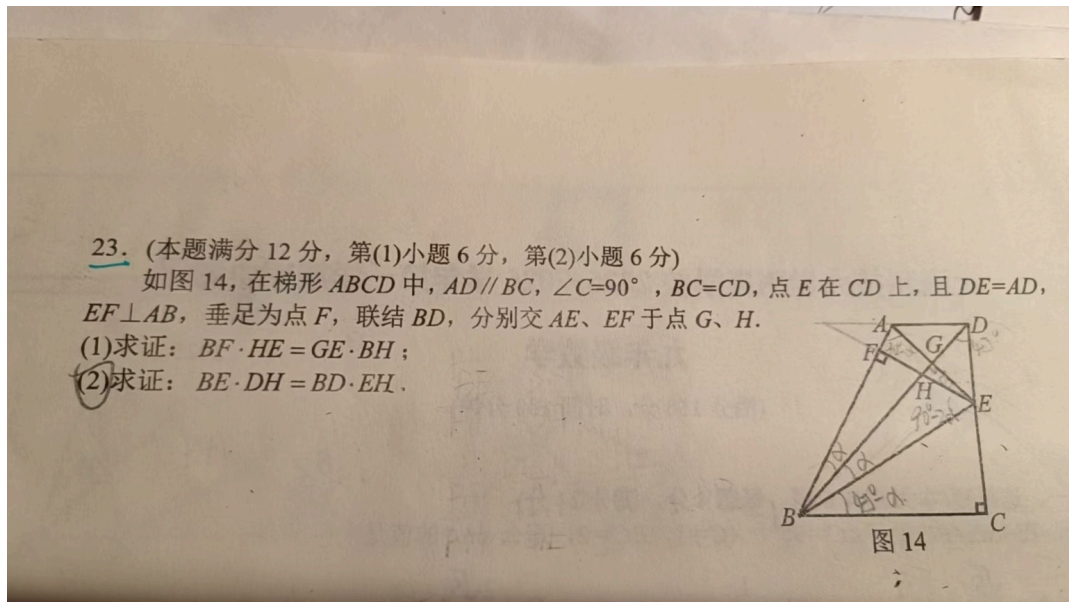 23. (本题满分 12 分，第(1)小题 6 分，第(2)小题 6 分)
如图 14，在梯形 ABCD 中，AD∥BC，∠C=90°，BC=CD，点 E 在 CD 上，且 DE=AD，
EF⊥AB，垂足为点 F，联结 BD，分别交 AE、EF 于点 G、H.
(1)求证：BF·HE=GE·BH；
(2)求证：BE·DH=BD·EH.
A
D
F
G
H
E
90°-2α
α
α
45°-α
B
C
图 14